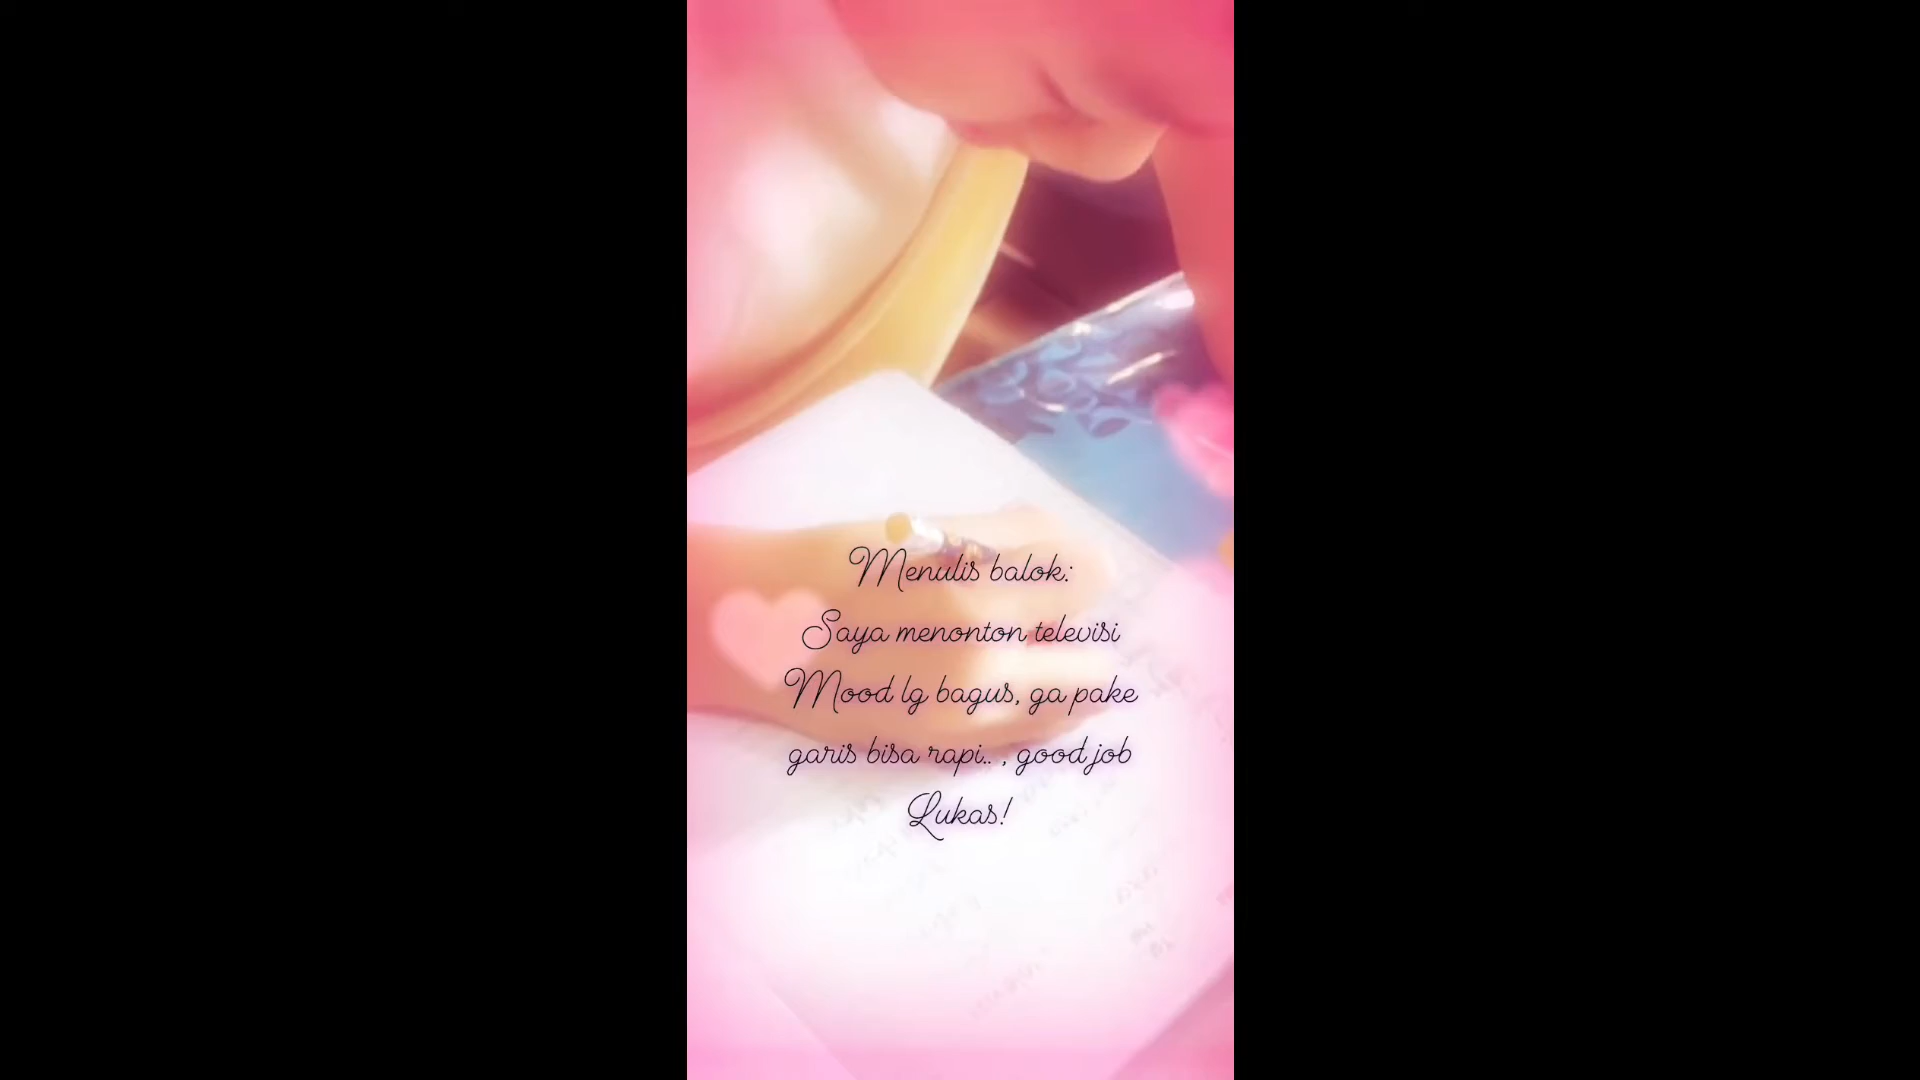 Menulis balok:
Saya menonton televisi
Mood lg bagus, ga pake
garis bisa rapi.. , good job
Lukas!